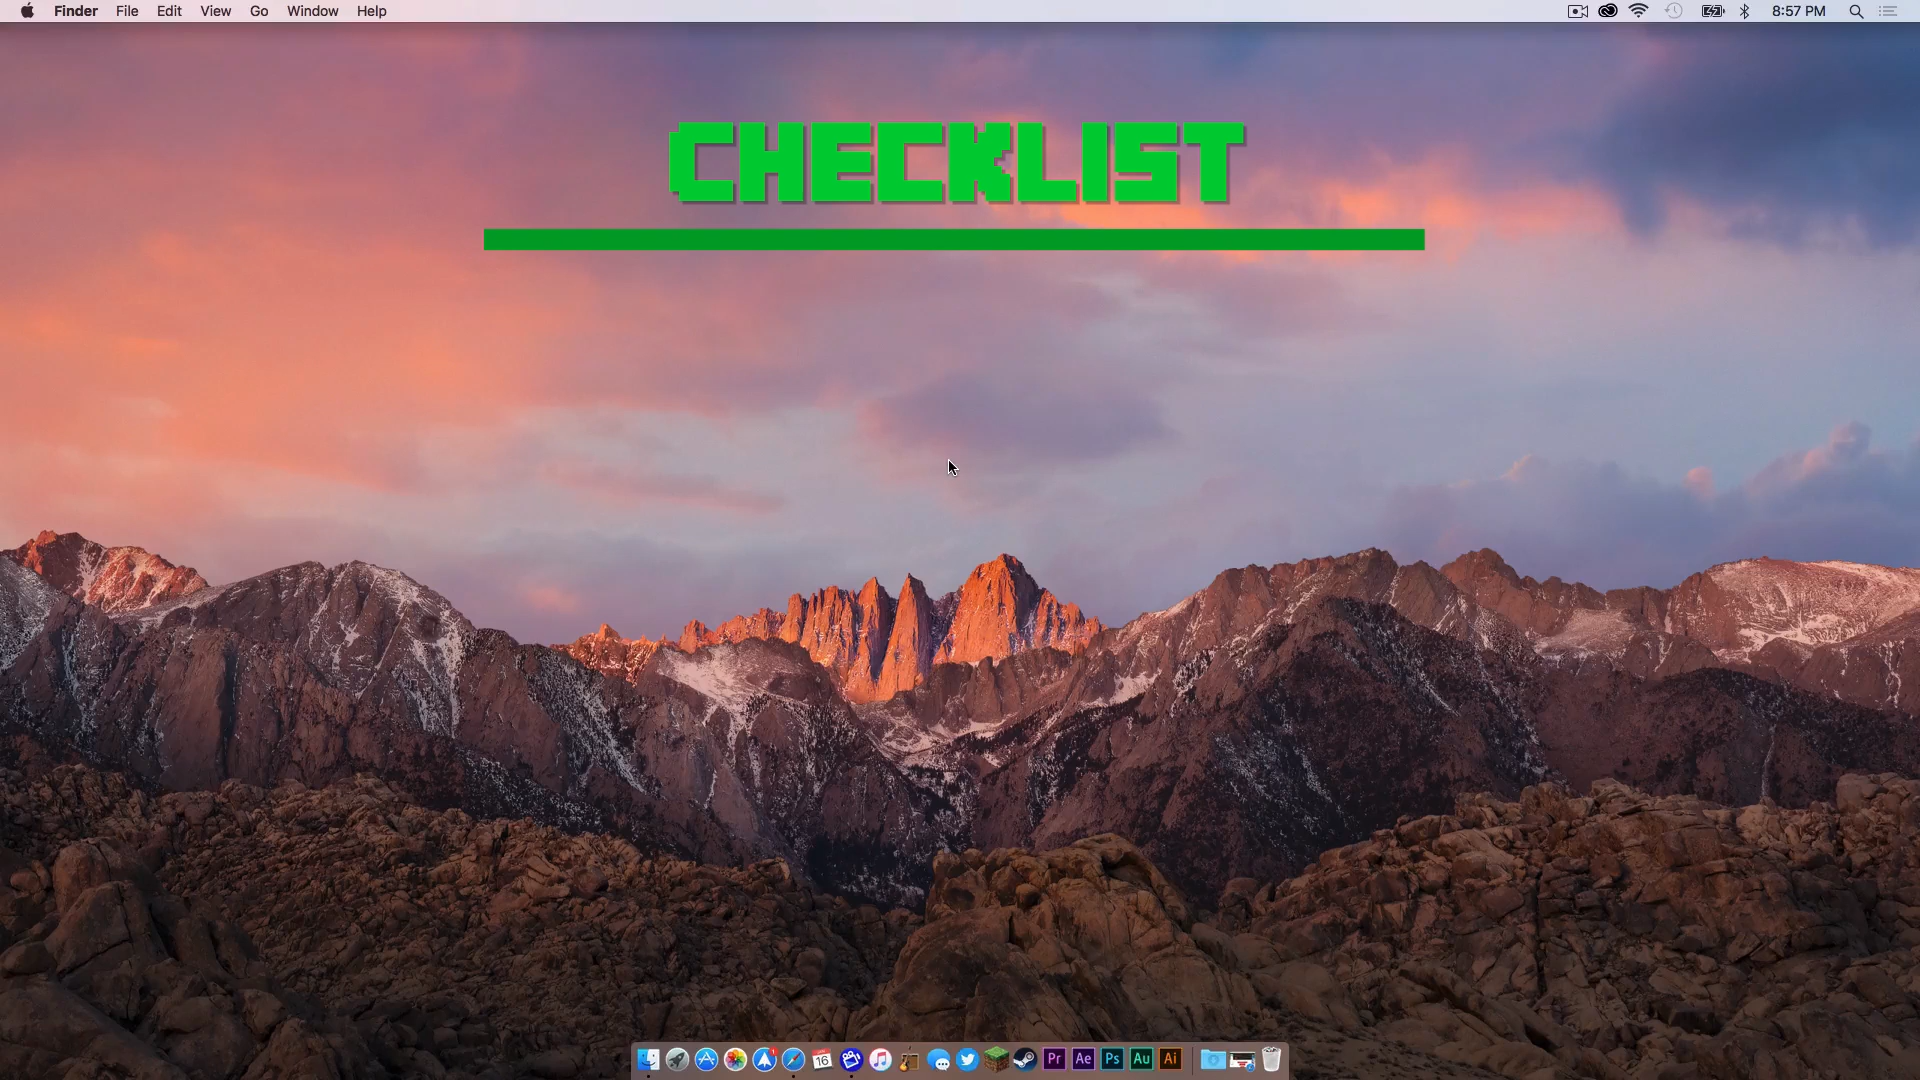 Finder File Edit View Go Window Help 8:57 PM
CHECKLIST
16 Pr Ae Ps Au Ai